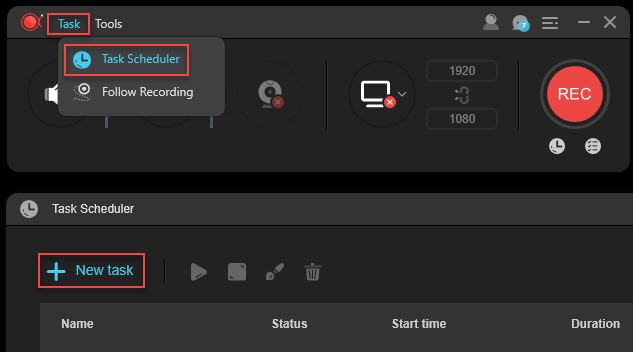 Task Tools
7
Task Scheduler
Follow Recording
1920
1080
REC
Task Scheduler
New task
Name Status Start time Duration